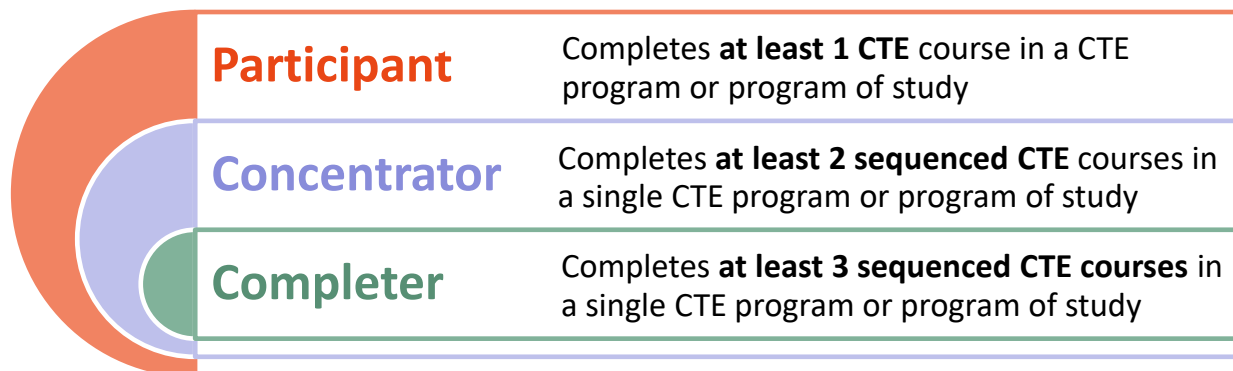 Participant
Completes at least 1 CTE course in a CTE
program or program of study
Concentrator
Completes at least 2 sequenced CTE courses in
a single CTE program or program of study
Completer
Completes at least 3 sequenced CTE courses in
a single CTE program or program of study